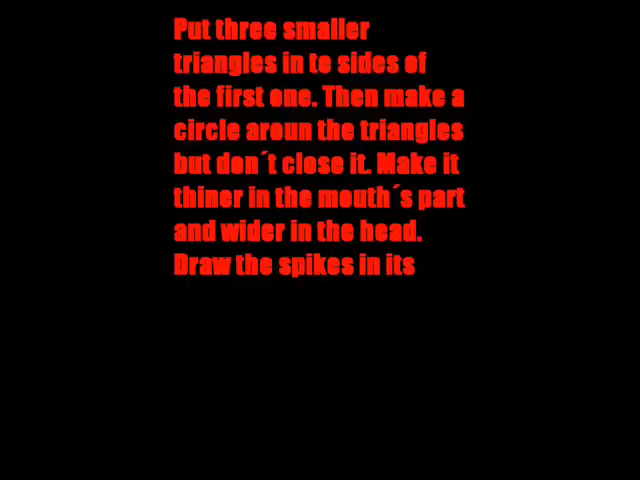 Put three smaller
triangles in te sides of
the first one. Then make a
circle aroun the triangles
but don´t close it. Make it
thiner in the mouth´s part
and wider in the head.
Draw the spikes in its